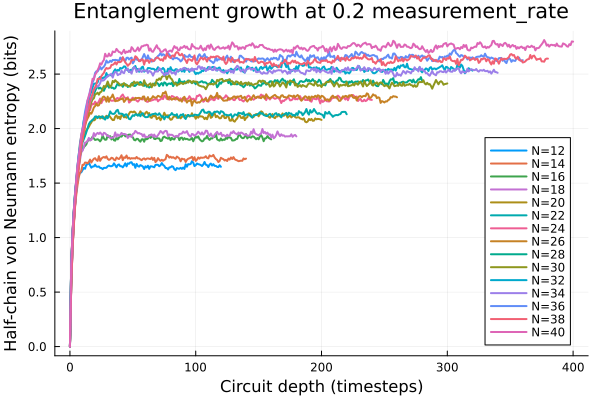 Entanglement growth at 0.2 measurement_rate
Half-chain von Neumann entropy (bits)
2.5
2.0
1.5
1.0
0.5
0.0
0
100
200
300
400
Circuit depth (timesteps)
N=12
N=14
N=16
N=18
N=20
N=22
N=24
N=26
N=28
N=30
N=32
N=34
N=36
N=38
N=40